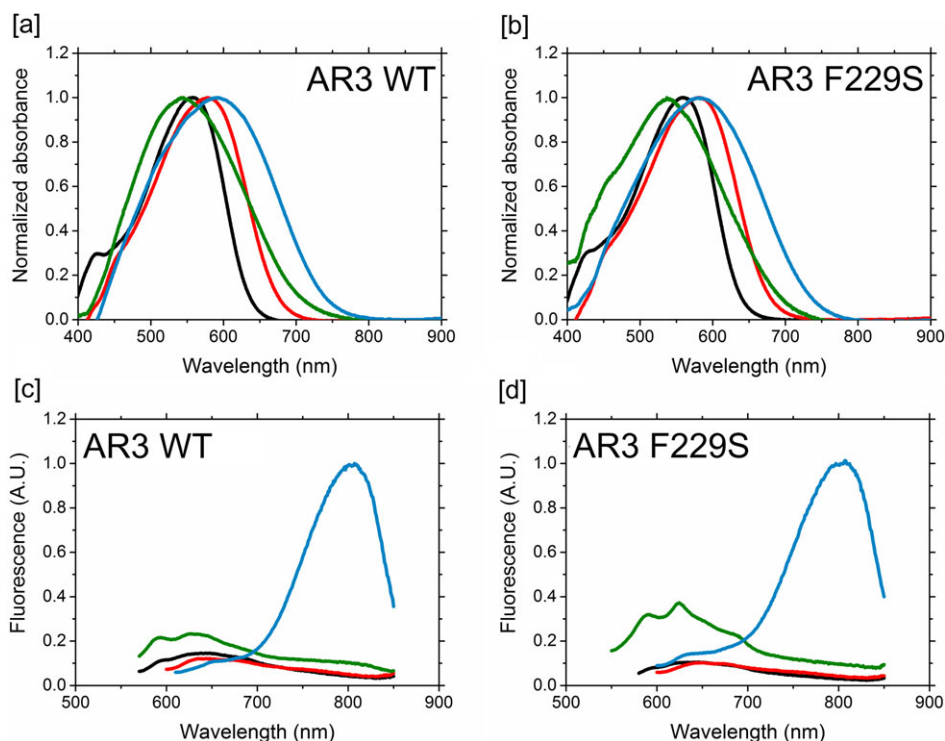 [a]
AR3 WT
Normalized absorbance
1.2
1.0
0.8
0.6
0.4
0.2
0.0
400 500 600 700 800 900
Wavelength (nm)
[b]
AR3 F229S
Normalized absorbance
1.2
1.0
0.8
0.6
0.4
0.2
0.0
400 500 600 700 800 900
Wavelength (nm)
[c]
AR3 WT
Fluorescence (A.U.)
1.2
1.0
0.8
0.6
0.4
0.2
0.0
500 600 700 800 900
Wavelength (nm)
[d]
AR3 F229S
Fluorescence (A.U.)
1.2
1.0
0.8
0.6
0.4
0.2
0.0
500 600 700 800 900
Wavelength (nm)